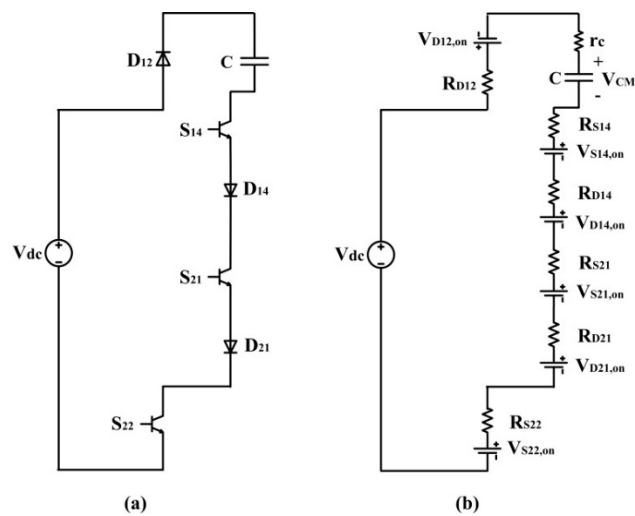 D12
C
S14
D14
Vdc
S21
D21
S22
(a)
VD12,on
RD12
rc
C
VCM
RS14
VS14,on
RD14
VD14,on
Vdc
RS21
VS21,on
RD21
VD21,on
RS22
VS22,on
(b)